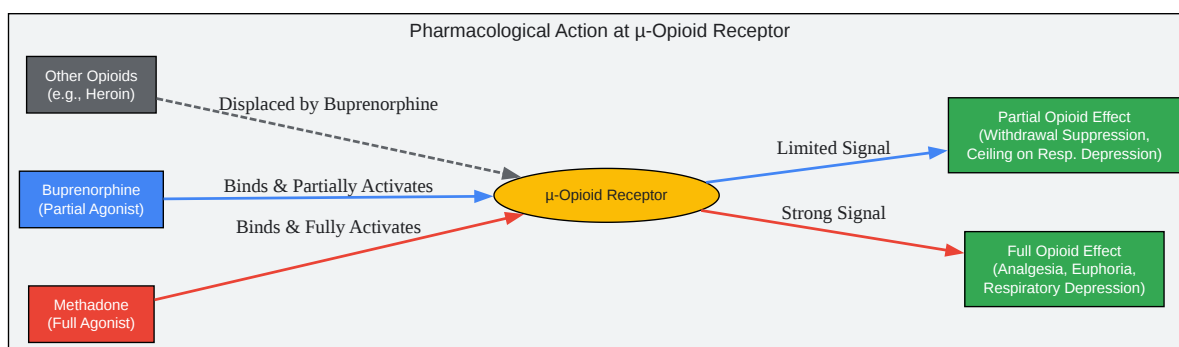 Pharmacological Action at µ-Opioid Receptor
Other Opioids
(e.g., Heroin)
Displaced by Buprenorphine
Buprenorphine
(Partial Agonist)
Binds & Partially Activates
Binds & Fully Activates
Methadone
(Full Agonist)
µ-Opioid Receptor
Limited Signal
Strong Signal
Partial Opioid Effect
(Withdrawal Suppression,
Ceiling on Resp. Depression)
Full Opioid Effect
(Analgesia, Euphoria,
Respiratory Depression)